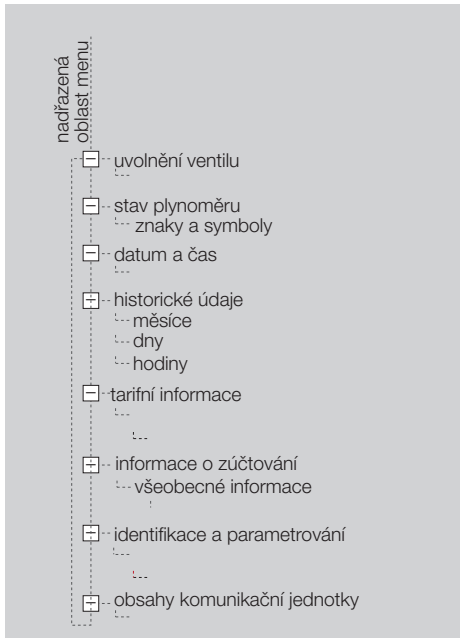 nadřazená
oblast menu
uvolnění ventilu
stav plynoměru
znaky a symboly
datum a čas
historické údaje
měsíce
dny
hodiny
tarifní informace
informace o zúčtování
všeobecné informace
identifikace a parametrování
obsahy komunikační jednotky